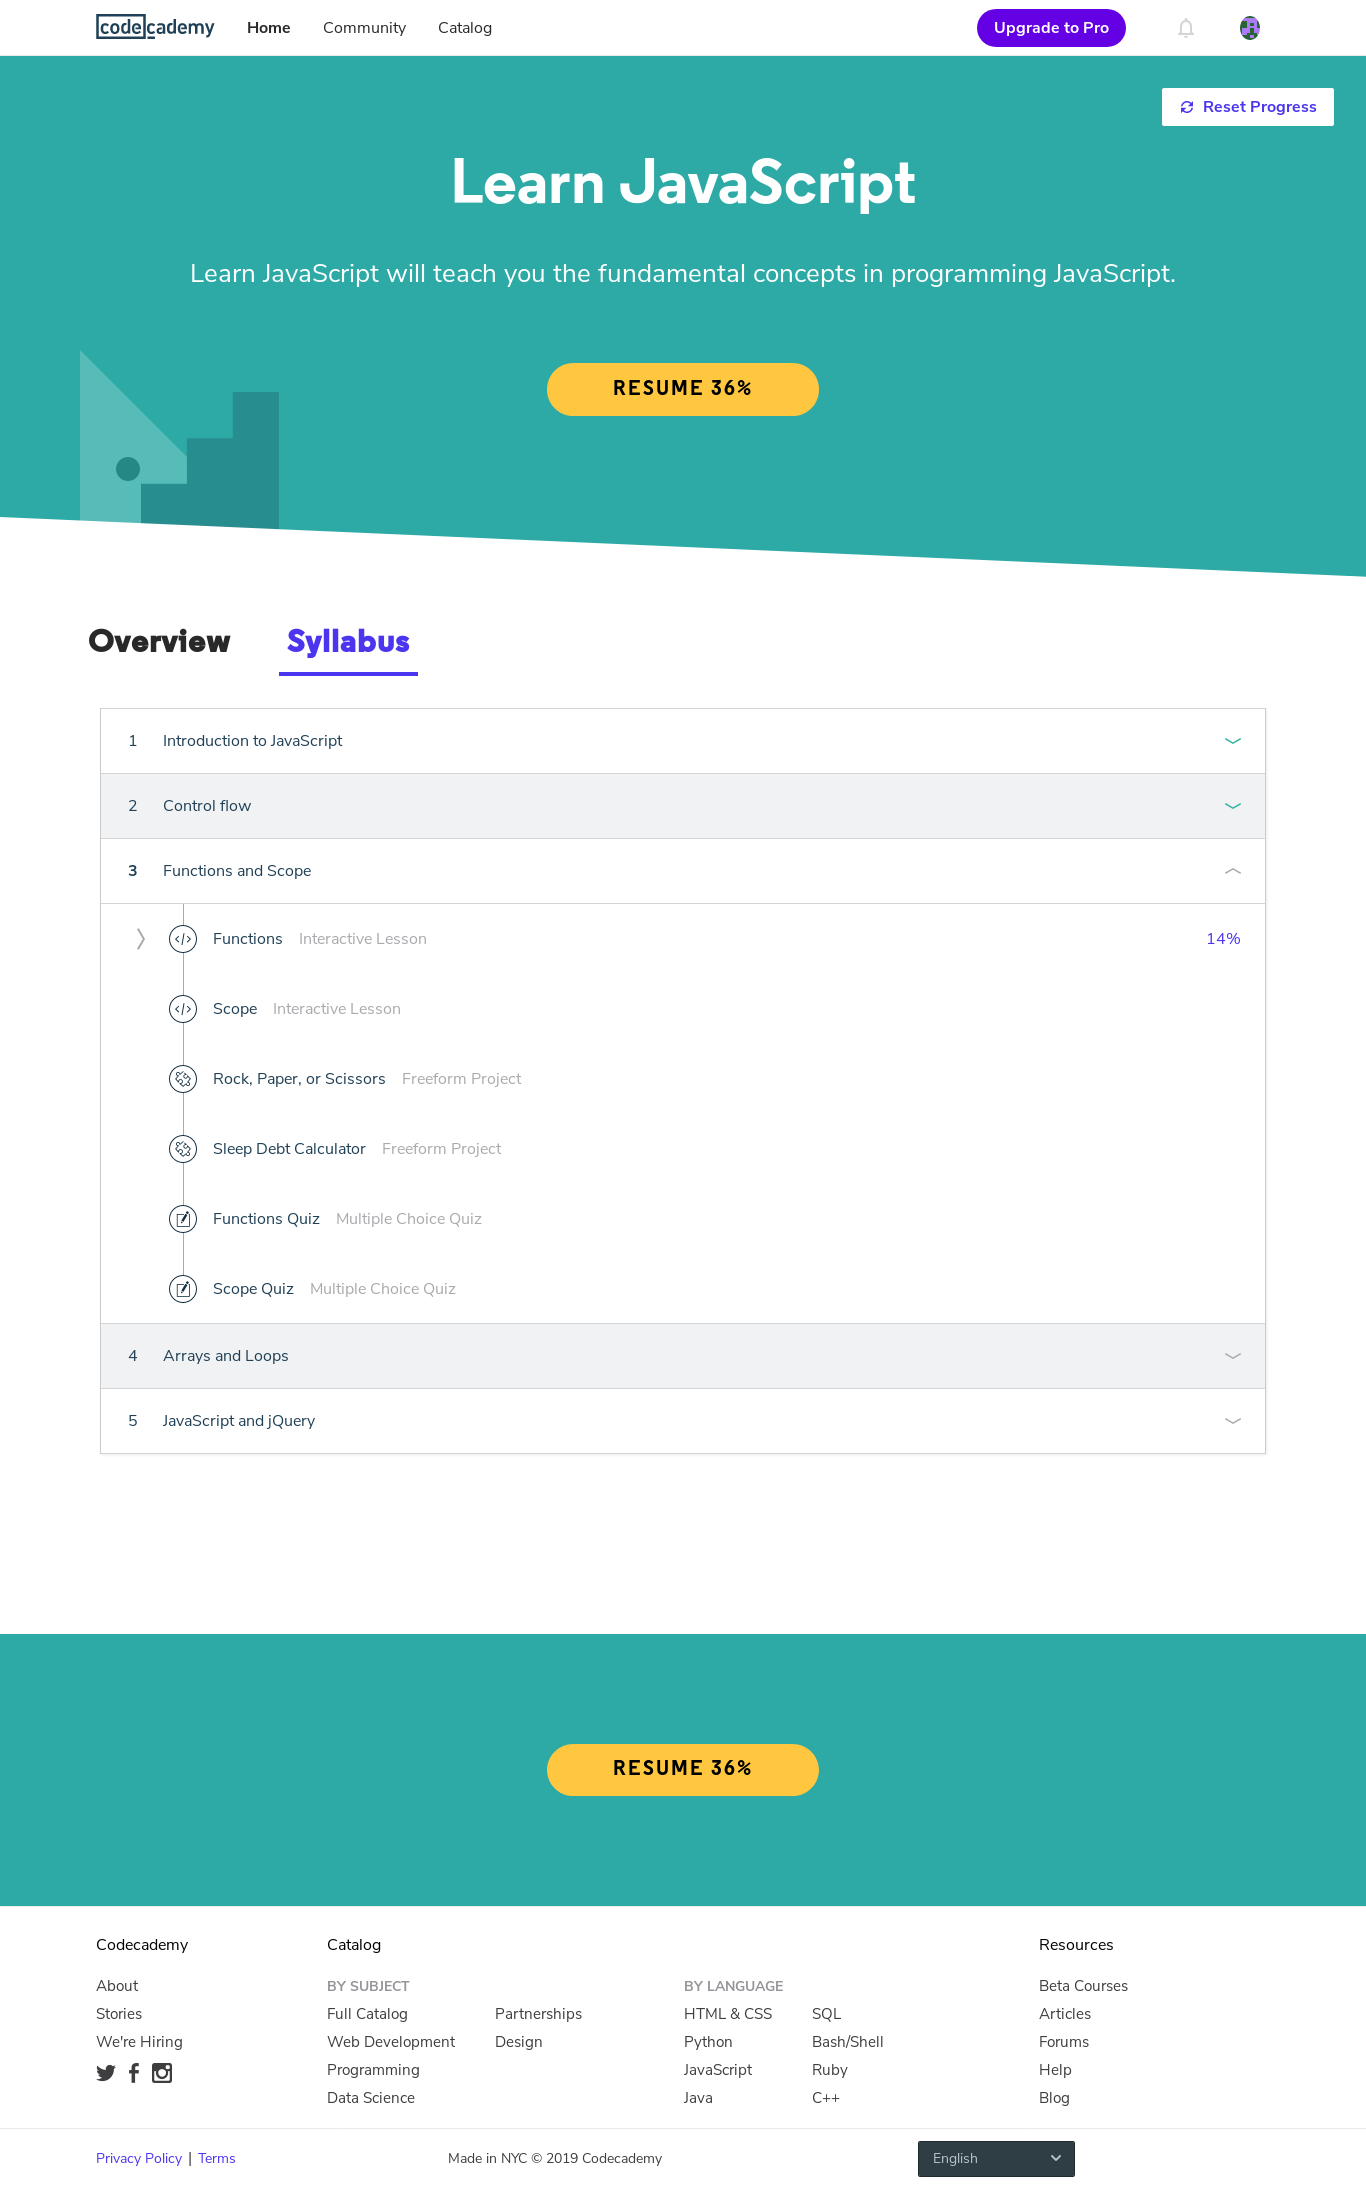 codecademy Home Community Catalog Upgrade to Pro
Reset Progress
Learn JavaScript
Learn JavaScript will teach you the fundamental concepts in programming JavaScript.
RESUME 36%
Overview Syllabus
1 Introduction to JavaScript
2 Control flow
3 Functions and Scope
Functions Interactive Lesson 14%
Scope Interactive Lesson
Rock, Paper, or Scissors Freeform Project
Sleep Debt Calculator Freeform Project
Functions Quiz Multiple Choice Quiz
Scope Quiz Multiple Choice Quiz
4 Arrays and Loops
5 JavaScript and jQuery
RESUME 36%
Codecademy
About
Stories
We're Hiring
Catalog
BY SUBJECT
Full Catalog
Web Development
Programming
Data Science
Partnerships
Design
BY LANGUAGE
HTML & CSS
Python
JavaScript
Java
SQL
Bash/Shell
Ruby
C++
Resources
Beta Courses
Articles
Forums
Help
Blog
Privacy Policy | Terms Made in NYC © 2019 Codecademy English